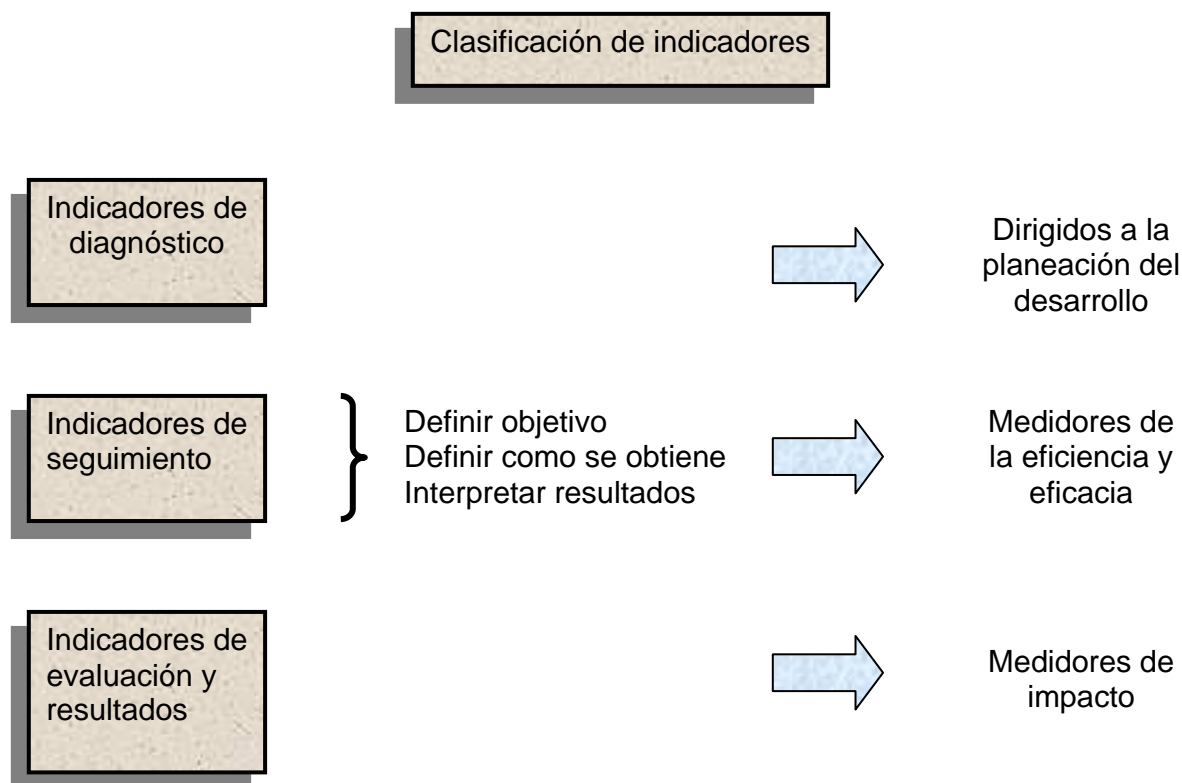 Clasificación de indicadores
Indicadores de
diagnóstico
Dirigidos a la
planeación del
desarrollo
Indicadores de
seguimiento
Definir objetivo
Definir como se obtiene
Interpretar resultados
Medidores de
la eficiencia y
eficacia
Indicadores de
evaluación y
resultados
Medidores de
impacto